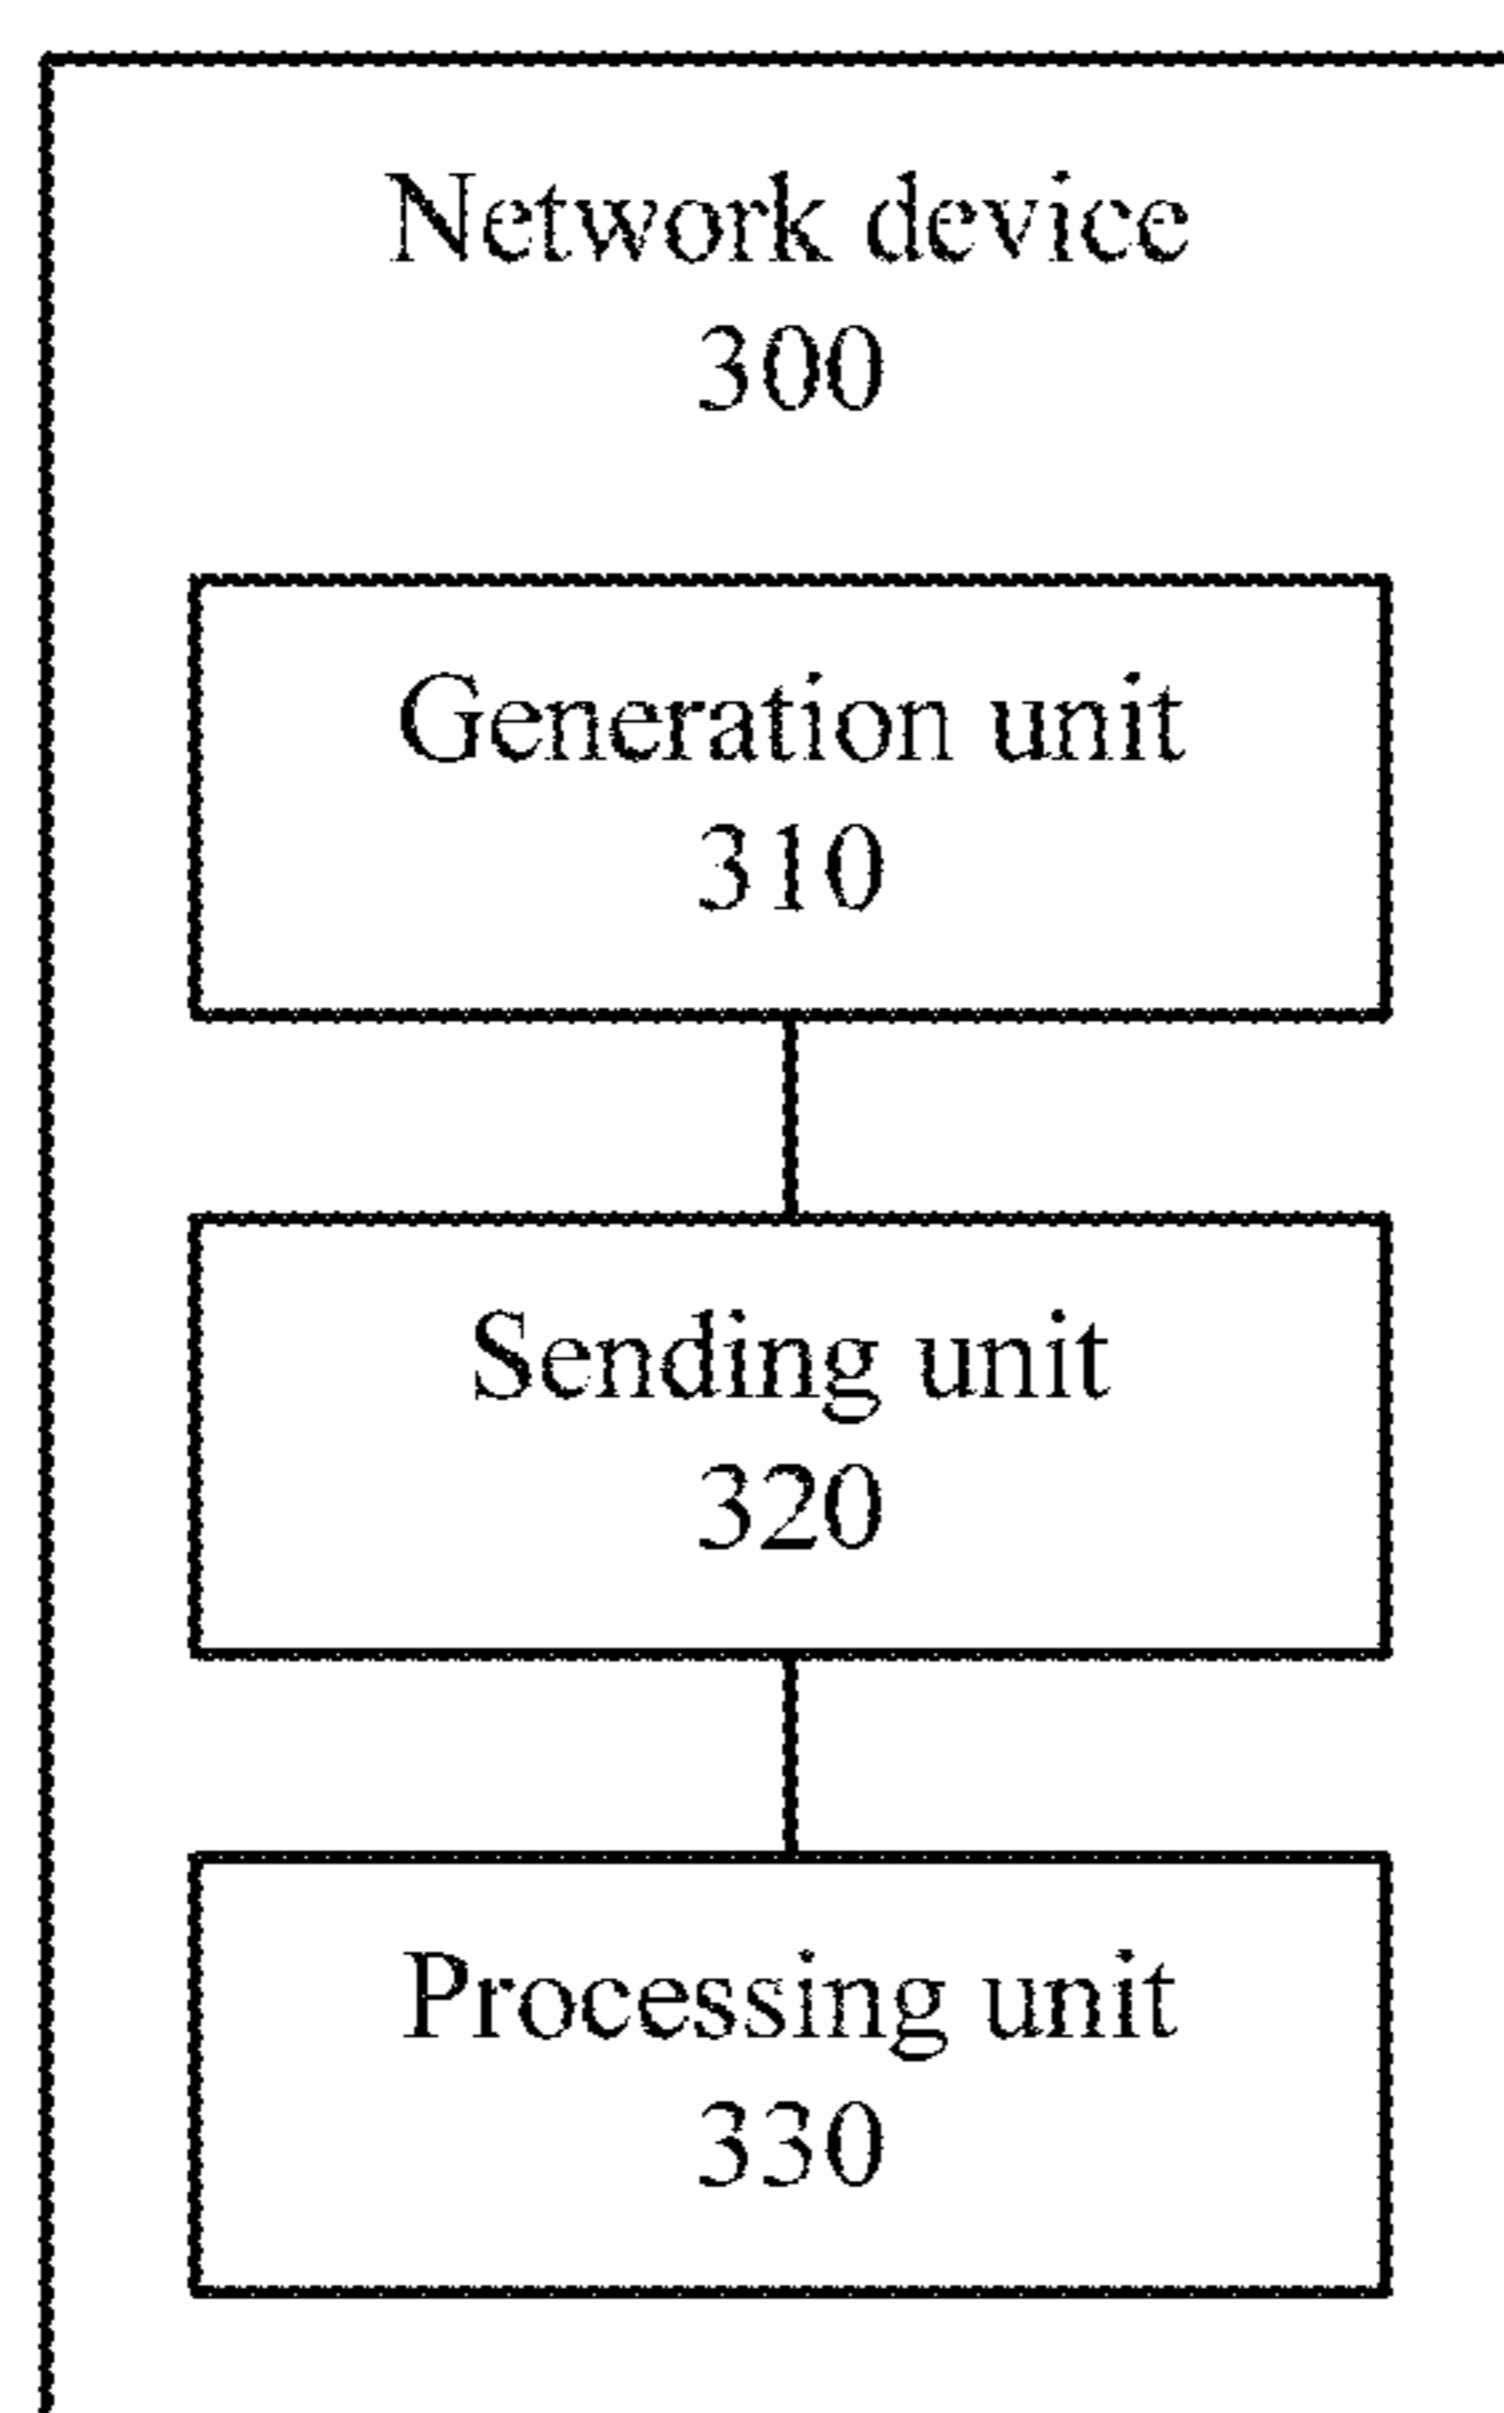 Network device
300
Generation unit
310
Sending unit
320
Processing unit
330